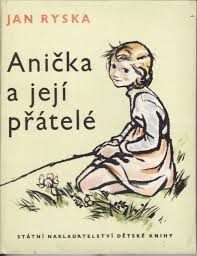 JAN RYSKA
Anička
a její
přátelé
STÁTNÍ NAKLADATELSTVÍ DĚTSKÉ KNIHY